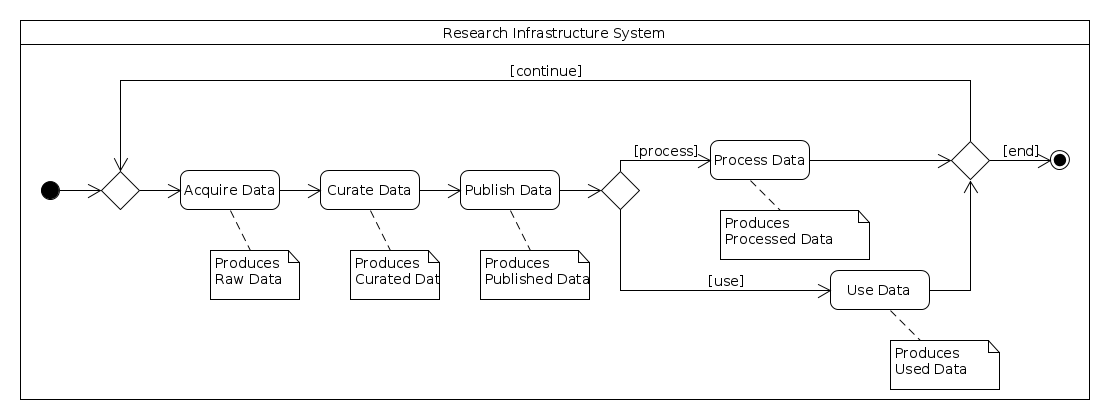 Research Infrastructure System
[continue]
[process]
[end]
Process Data
Acquire Data
Curate Data
Publish Data
Produces
Processed Data
Produces
Raw Data
Produces
Curated Dat
Produces
Published Data
[use]
Use Data
Produces
Used Data